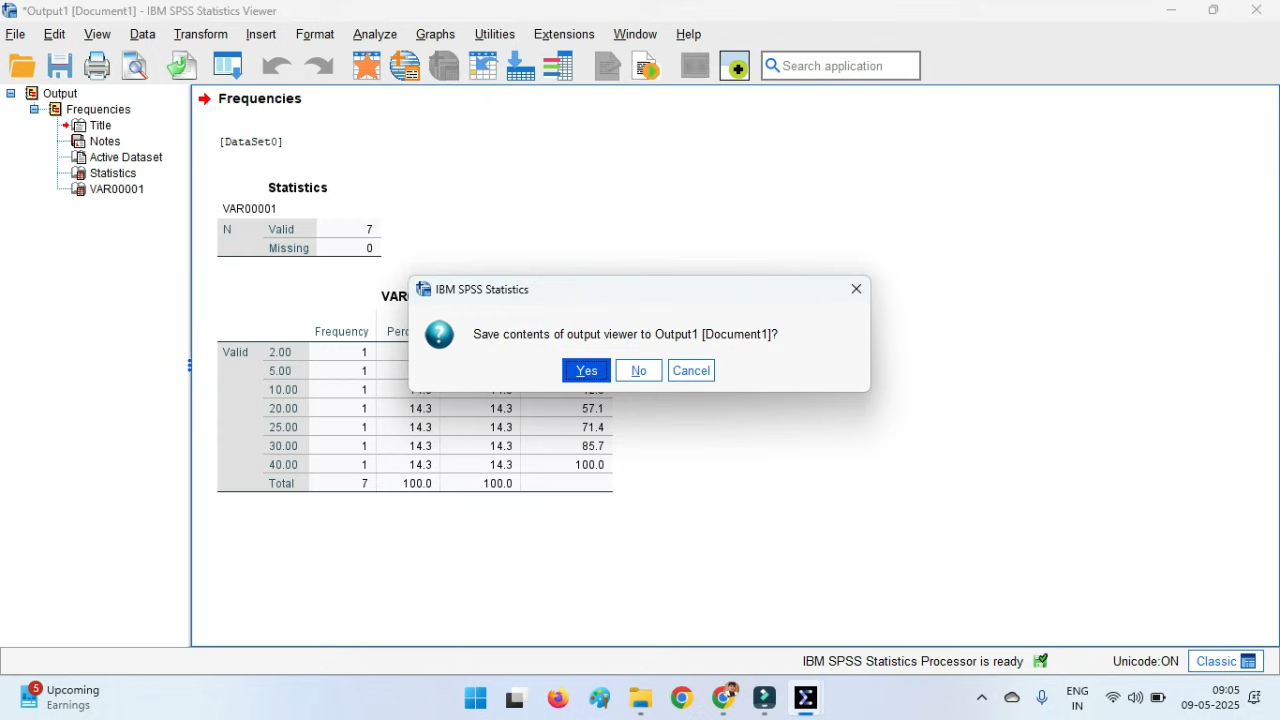 *Output1 [Document1] - IBM SPSS Statistics Viewer
File Edit View Data Transform Insert Format Analyze Graphs Utilities Extensions Window Help
Search application
Output
Frequencies
Title
Notes
Active Dataset
Statistics
VAR00001
Frequencies
[DataSet0]
Statistics
VAR00001
N Valid 7
Missing 0
IBM SPSS Statistics
Save contents of output viewer to Output1 [Document1]?
Yes No Cancel
Frequency
Valid 2.00 1
5.00 1
10.00 1
20.00 1 14.3 14.3 57.1
25.00 1 14.3 14.3 71.4
30.00 1 14.3 14.3 85.7
40.00 1 14.3 14.3 100.0
Total 7 100.0 100.0
IBM SPSS Statistics Processor is ready Unicode:ON Classic
5 Upcoming
Earnings
ENG
IN
09:05
09-05-2025